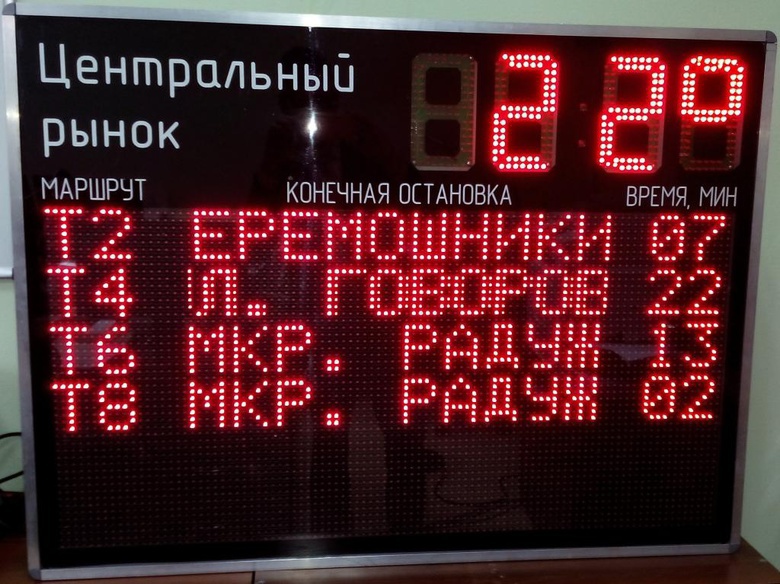 Центральный
рынок
2 22°
МАРШРУТ КОНЕЧНАЯ ОСТАНОВКА ВРЕМЯ, МИН
Т2 ЕРЕМОШНИКИ 07
Т4 Л. ГОВОРОВ 22
Т6 МКР. РАДУЖ 13
Т8 МКР. РАДУЖ 02